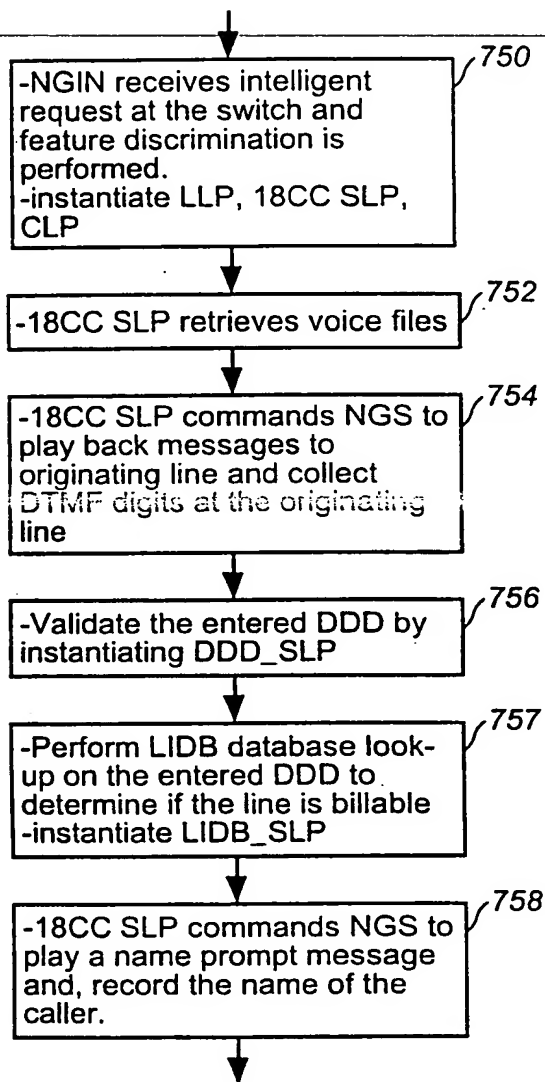 750
-NGIN receives intelligent
request at the switch and
feature discrimination is
performed.
-instantiate LLP, 18CC SLP,
CLP
752
-18CC SLP retrieves voice files
754
-18CC SLP commands NGS to
play back messages to
originating line and collect
DTMF digits at the originating
line
756
-Validate the entered DDD by
instantiating DDD_SLP
757
-Perform LIDB database look-
up on the entered DDD to
determine if the line is billable
-instantiate LIDB_SLP
758
-18CC SLP commands NGS to
play a name prompt message
and, record the name of the
caller.